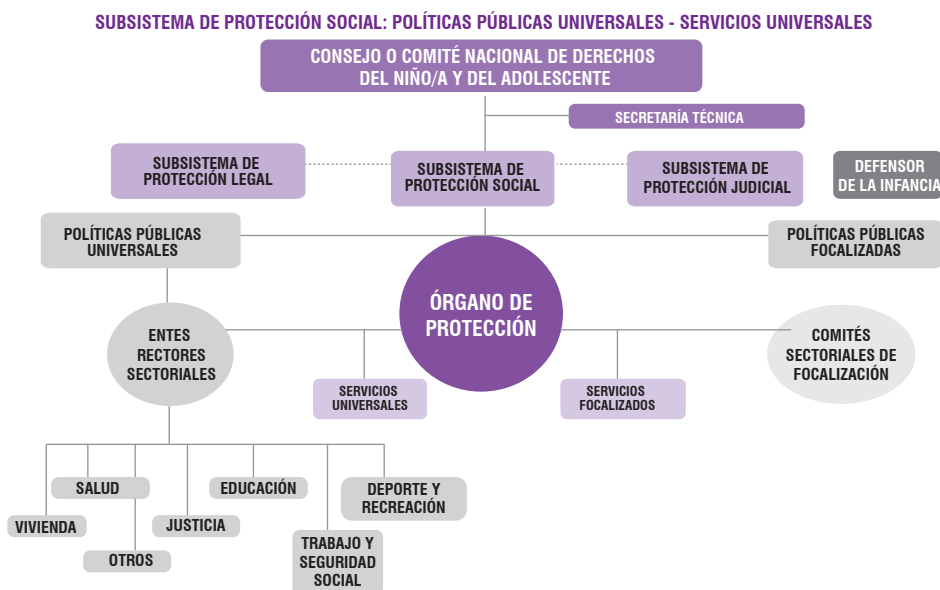 SUBSISTEMA DE PROTECCIÓN SOCIAL: POLÍTICAS PÚBLICAS UNIVERSALES - SERVICIOS UNIVERSALES
CONSEJO O COMITÉ NACIONAL DE DERECHOS
DEL NIÑO/A Y DEL ADOLESCENTE
SECRETARÍA TÉCNICA
SUBSISTEMA DE
PROTECCIÓN LEGAL
SUBSISTEMA DE
PROTECCIÓN SOCIAL
SUBSISTEMA DE
PROTECCIÓN JUDICIAL
DEFENSOR
DE LA INFANCIA
POLÍTICAS PÚBLICAS
UNIVERSALES
POLÍTICAS PÚBLICAS
FOCALIZADAS
ÓRGANO DE
PROTECCIÓN
ENTES
RECTORES
SECTORIALES
COMITÉS
SECTORIALES DE
FOCALIZACIÓN
SERVICIOS
UNIVERSALES
SERVICIOS
FOCALIZADOS
SALUD
EDUCACIÓN
DEPORTE Y
RECREACIÓN
VIVIENDA
JUSTICIA
OTROS
TRABAJO Y
SEGURIDAD
SOCIAL